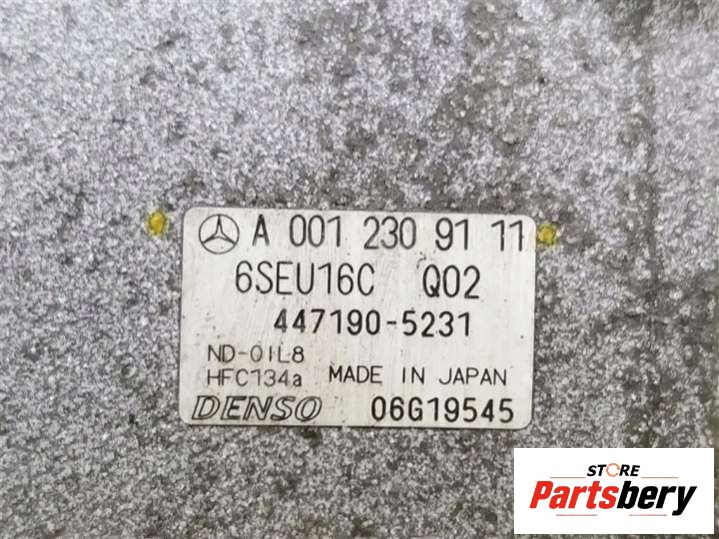 A 001 230 91 11
6SEU16C Q02
447190-5231
ND-OIL8
HFC134a MADE IN JAPAN
DENSO 06G19545
STORE
Partsbery